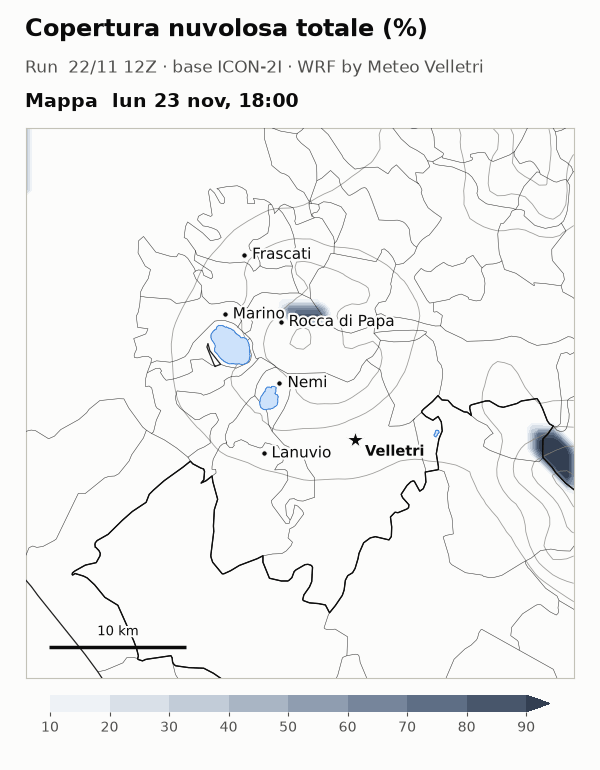 Copertura nuvolosa totale (%)
Run  22/11 12Z · base ICON-2I · WRF by Meteo Velletri
Mappa  lun 23 nov, 18:00
Frascati
Marino
Rocca di Papa
Nemi
Velletri
Lanuvio
10 km
10 20 30 40 50 60 70 80 90